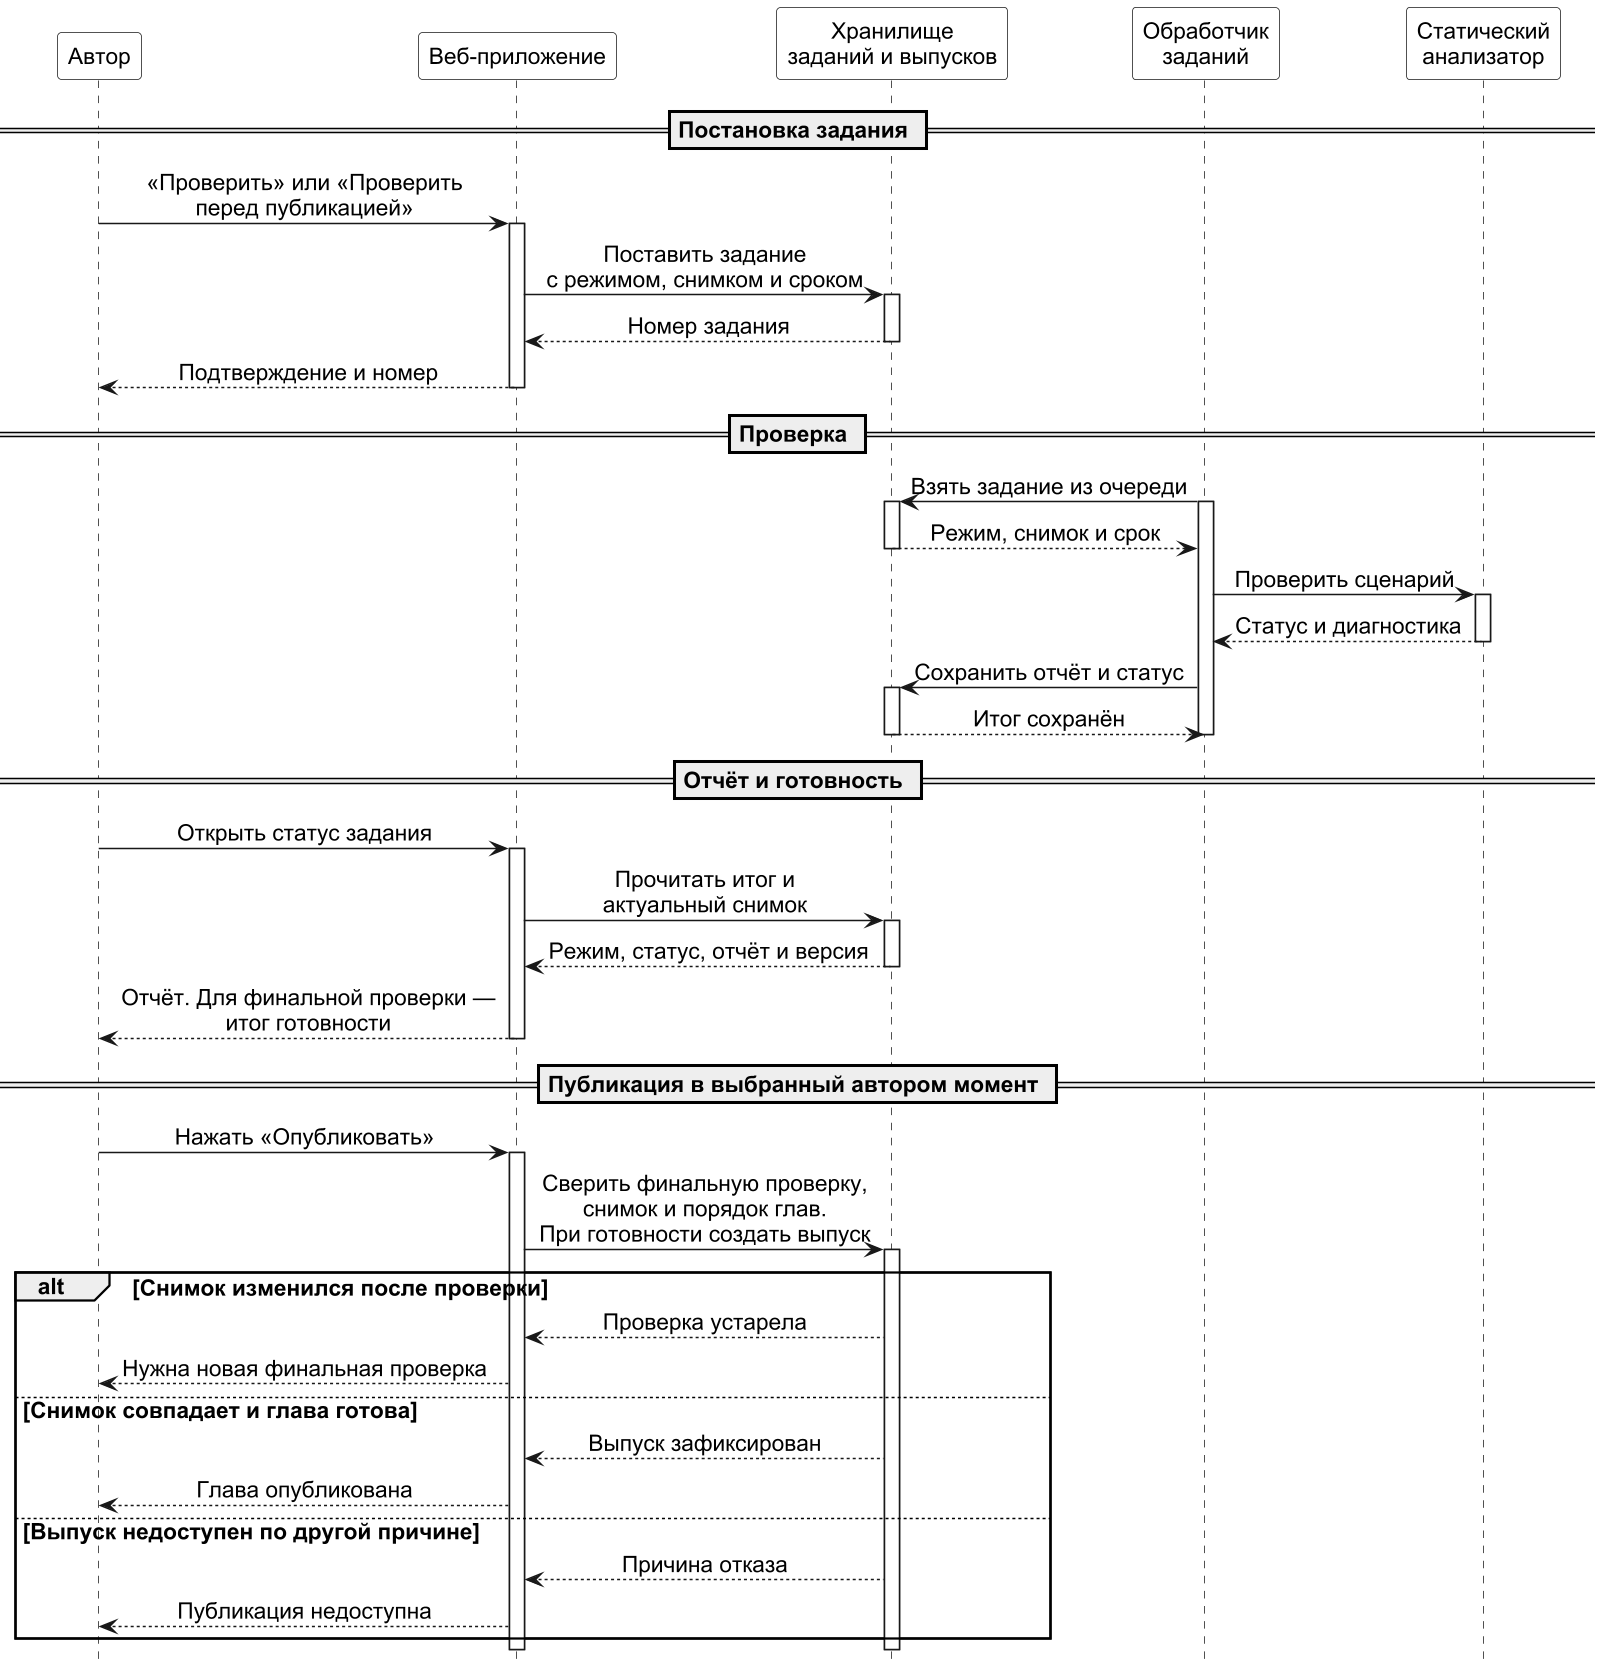 Автор
Веб-приложение
Хранилище
заданий и выпусков
Обработчик
заданий
Статический
анализатор
Постановка задания
«Проверить» или «Проверить
перед публикацией»
Поставить задание
с режимом, снимком и сроком
Номер задания
Подтверждение и номер
Проверка
Взять задание из очереди
Режим, снимок и срок
Проверить сценарий
Статус и диагностика
Сохранить отчёт и статус
Итог сохранён
Отчёт и готовность
Открыть статус задания
Прочитать итог и
актуальный снимок
Режим, статус, отчёт и версия
Отчёт. Для финальной проверки —
итог готовности
Публикация в выбранный автором момент
Нажать «Опубликовать»
Сверить финальную проверку,
снимок и порядок глав.
При готовности создать выпуск
alt [Снимок изменился после проверки]
Проверка устарела
Нужна новая финальная проверка
[Снимок совпадает и глава готова]
Выпуск зафиксирован
Глава опубликована
[Выпуск недоступен по другой причине]
Причина отказа
Публикация недоступна